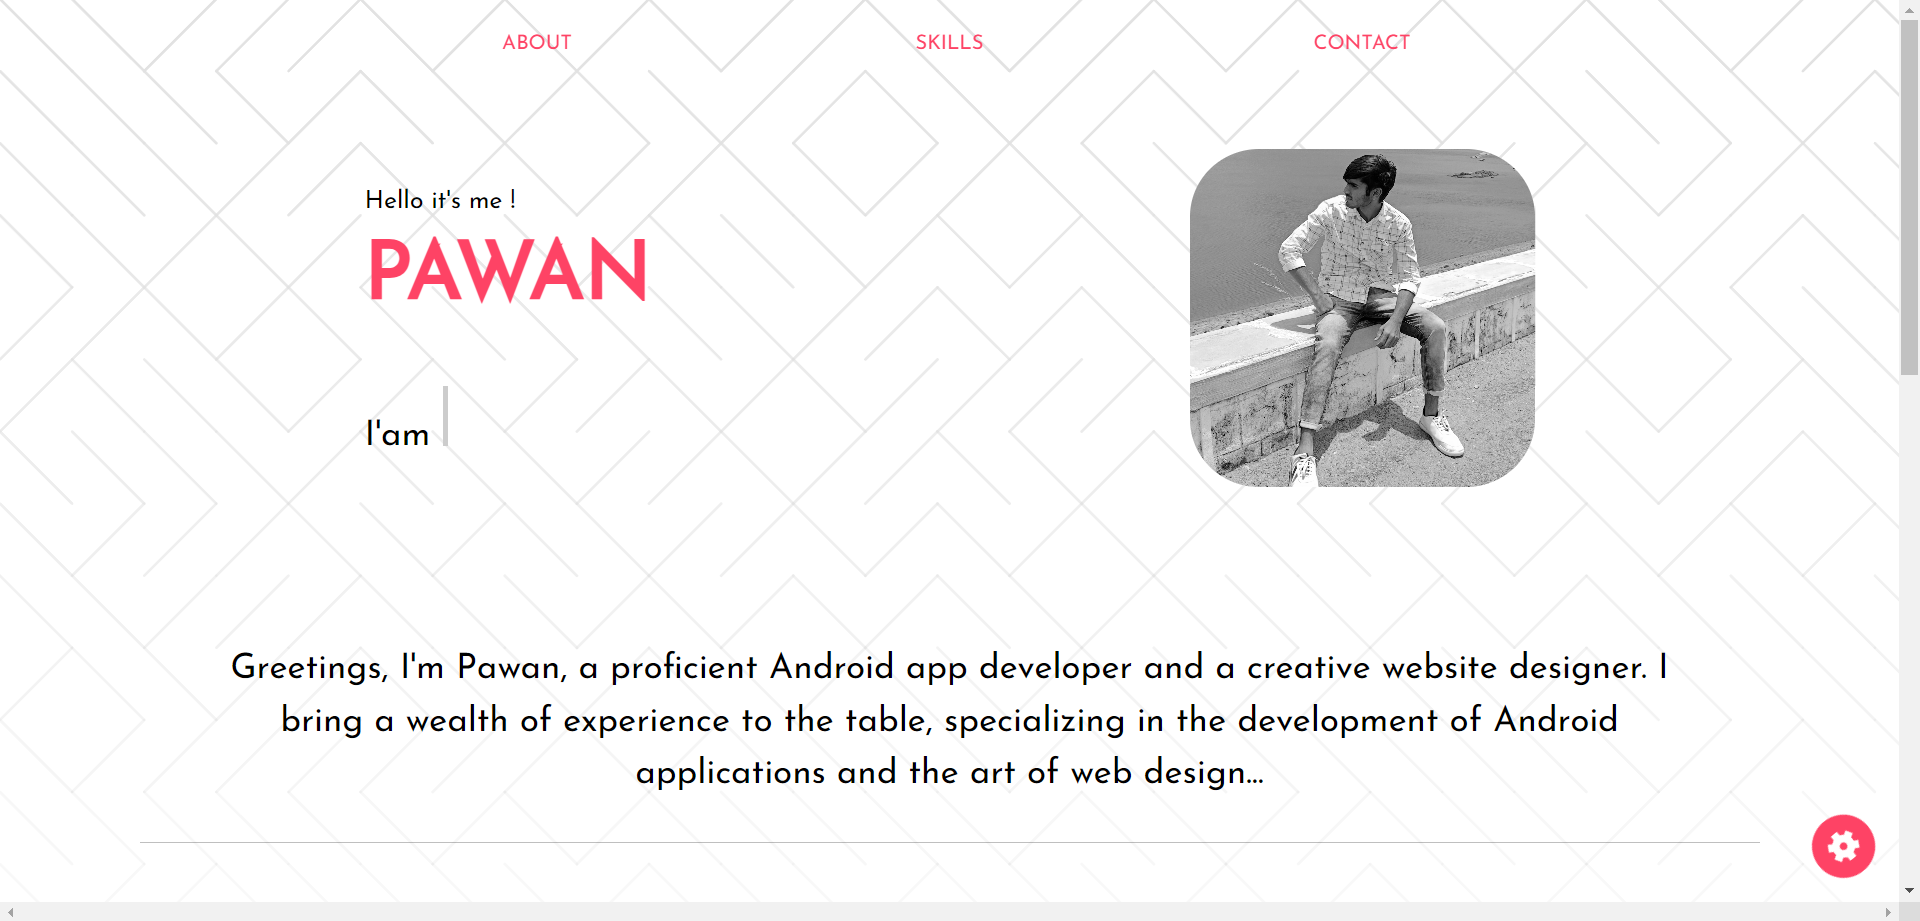 ABOUT SKILLS CONTACT
Hello it's me !
PAWAN
I'am
Greetings, I'm Pawan, a proficient Android app developer and a creative website designer. I
bring a wealth of experience to the table, specializing in the development of Android
applications and the art of web design...